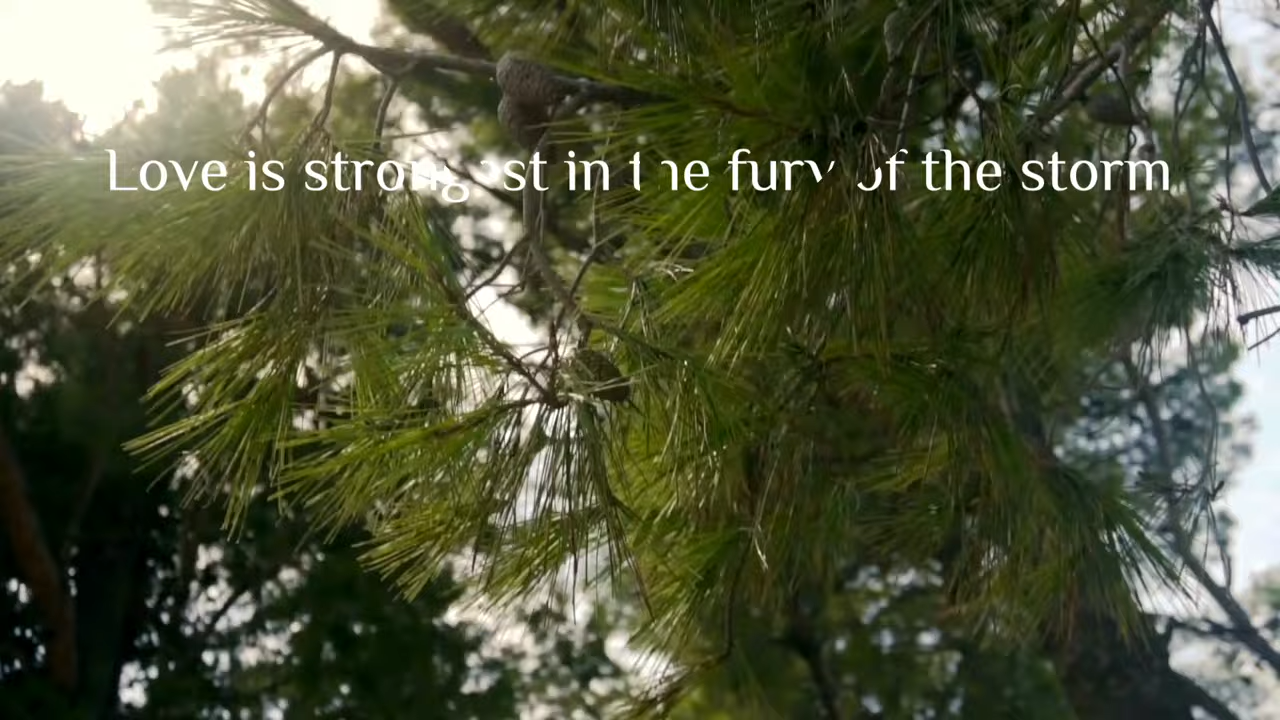 Love is strongest in the fury of the storm